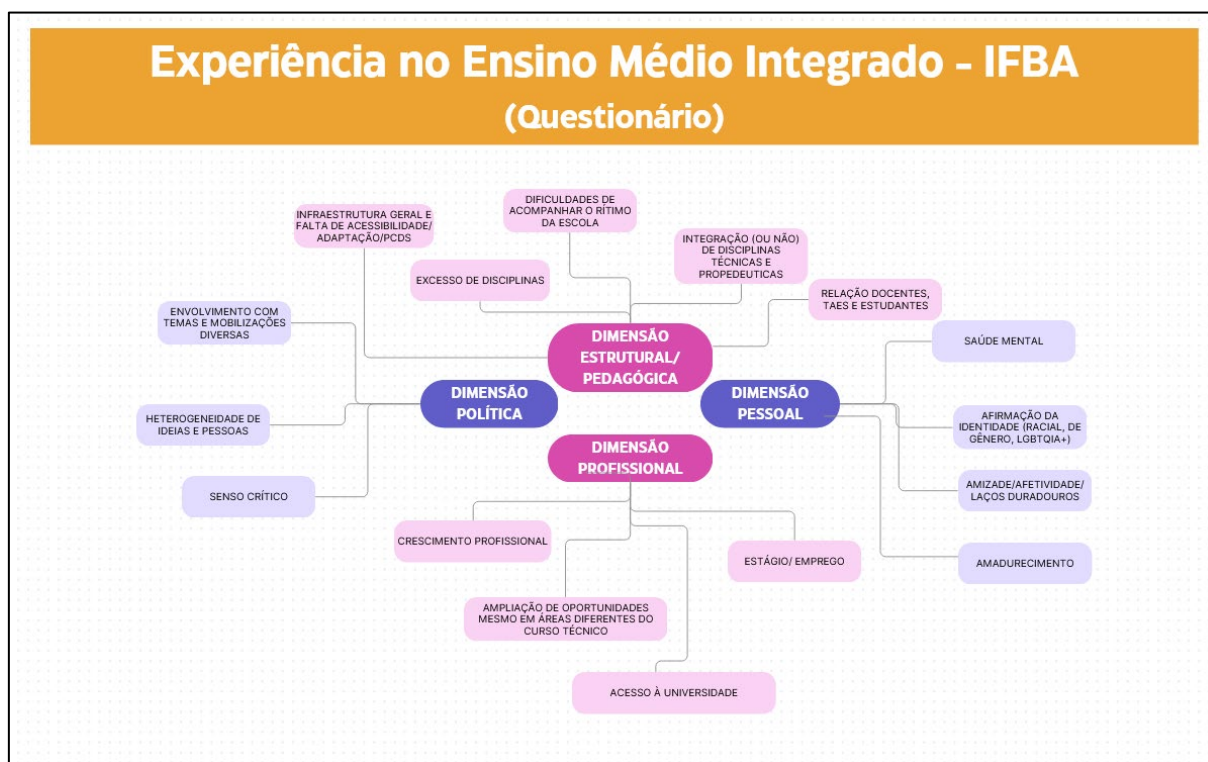 Experiência no Ensino Médio Integrado - IFBA
(Questionário)
DIFICULDADES DE
ACOMPANHAR O RÍTIMO
DA ESCOLA
INFRAESTRUTURA GERAL E
FALTA DE ACESSIBILIDADE/
ADAPTAÇÃO/PCDS
INTEGRAÇÃO (OU NÃO)
DE DISCIPLINAS
TÉCNICAS E
PROPEDEUTICAS
EXCESSO DE DISCIPLINAS
RELAÇÃO DOCENTES,
TAES E ESTUDANTES
ENVOLVIMENTO COM
TEMAS E MOBILIZAÇÕES
DIVERSAS
DIMENSÃO
ESTRUTURAL/
PEDAGÓGICA
SAÚDE MENTAL
DIMENSÃO
POLÍTICA
DIMENSÃO
PESSOAL
HETEROGENEIDADE DE
IDEIAS E PESSOAS
AFIRMAÇÃO DA
IDENTIDADE (RACIAL, DE
GÊNERO, LGBTQIA+)
DIMENSÃO
PROFISSIONAL
SENSO CRÍTICO
AMIZADE/AFETIVIDADE/
LAÇOS DURADOUROS
CRESCIMENTO PROFISSIONAL
ESTÁGIO/ EMPREGO
AMADURECIMENTO
AMPLIAÇÃO DE OPORTUNIDADES
MESMO EM ÁREAS DIFERENTES DO
CURSO TÉCNICO
ACESSO À UNIVERSIDADE